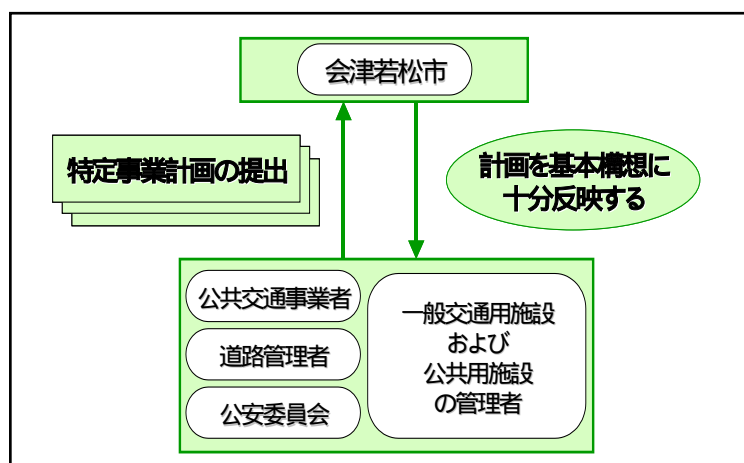 会津若松市
特定事業計画の提出
計画を基本構想に
十分反映する
公共交通事業者
道路管理者
公安委員会
一般交通用施設
および
公共用施設
の管理者